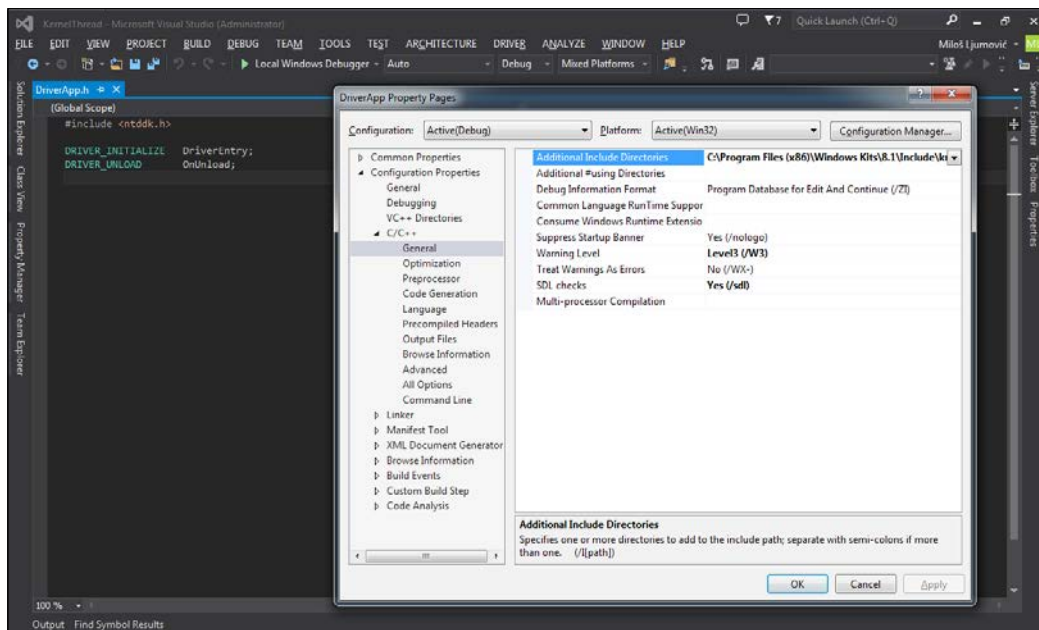 KernelThread - Microsoft Visual Studio (Administrator)
7
Quick Launch (Ctrl+Q)
FILE EDIT VIEW PROJECT BUILD DEBUG TEAM TOOLS TEST ARCHITECTURE DRIVER ANALYZE WINDOW HELP
Miloš Ljumović
Local Windows Debugger Auto Debug Mixed Platforms
Solution Explorer
Class View
Property Manager
Team Explorer
DriverApp.h
(Global Scope)
#include <ntddk.h>
DRIVER_INITIALIZE DriverEntry;
DRIVER_UNLOAD OnUnload;
100 %
Output Find Symbol Results
DriverApp Property Pages
Configuration: Active(Debug) Platform: Active(Win32) Configuration Manager...
Common Properties
Configuration Properties
General
Debugging
VC++ Directories
C/C++
General
Optimization
Preprocessor
Code Generation
Language
Precompiled Headers
Output Files
Browse Information
Advanced
All Options
Command Line
Linker
Manifest Tool
XML Document Generator
Browse Information
Build Events
Custom Build Step
Code Analysis
Additional Include Directories C:\Program Files (x86)\Windows Kits\8.1\Include\k
Additional #using Directories
Debug Information Format Program Database for Edit And Continue (/ZI)
Common Language RunTime Suppor
Consume Windows Runtime Extensio
Suppress Startup Banner Yes (/nologo)
Warning Level Level3 (/W3)
Treat Warnings As Errors No (/WX-)
SDL checks Yes (/sdl)
Multi-processor Compilation
Additional Include Directories
Specifies one or more directories to add to the include path; separate with semi-colons if more
than one. (/I[path])
OK Cancel Apply
Server Explorer
Toolbox
Properties